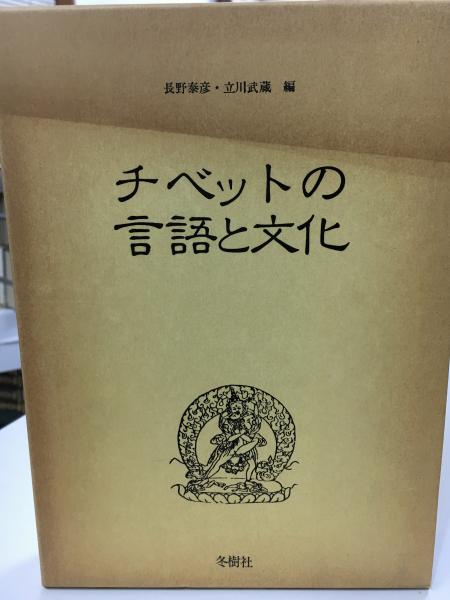 長野泰彦・立川武蔵 編
チベットの
言語と文化
冬樹社